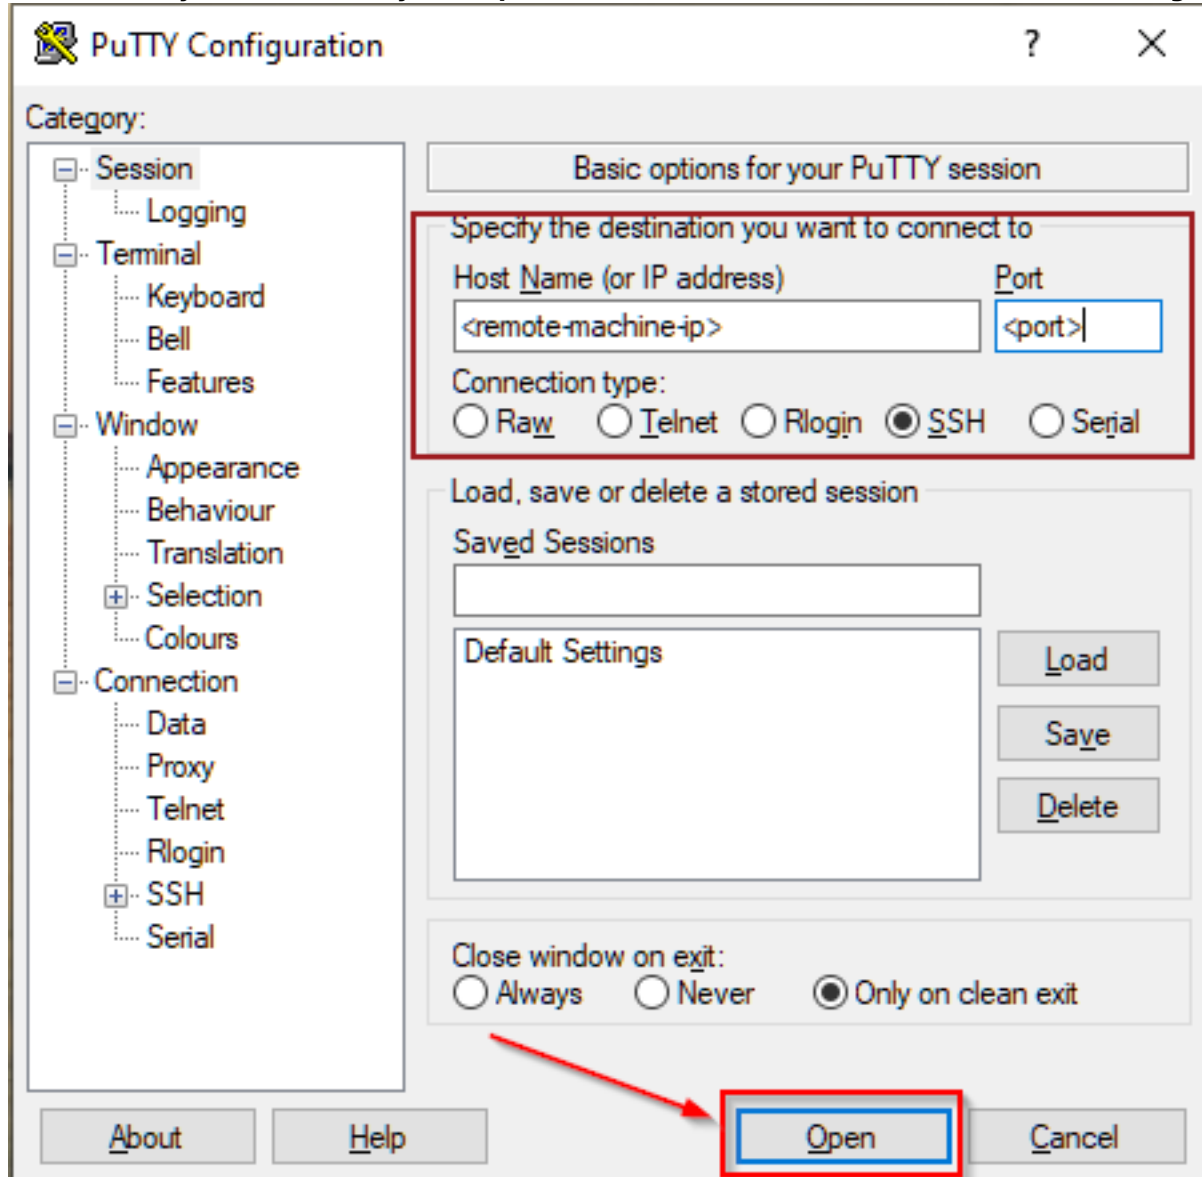 PuTTY Configuration
?
Category:
Session
Logging
Terminal
Keyboard
Bell
Features
Window
Appearance
Behaviour
Translation
Selection
Colours
Connection
Data
Proxy
Telnet
Rlogin
SSH
Serial
Basic options for your PuTTY session
Specify the destination you want to connect to
Host Name (or IP address) Port
<remote-machine-ip> <port>
Connection type:
Raw Telnet Rlogin SSH Serial
Load, save or delete a stored session
Saved Sessions
Default Settings
Load
Save
Delete
Close window on exit:
Always Never Only on clean exit
About Help Open Cancel